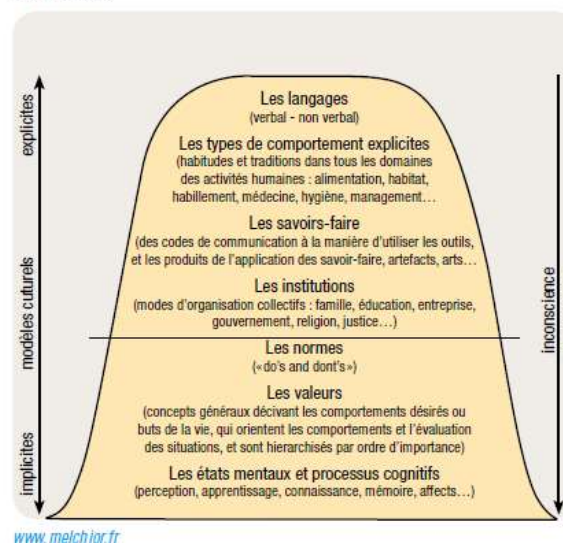 explicites
modèles cuturels
implicites
Les langages
(verbal - non verbal)
Les types de comportement explicites
(habitudes et traditions dans tous les domaines
des activités humaines : alimentation, habitat,
habillement, médecine, hygiène, management…
Les savoirs-faire
(des codes de communication à la manière d'utiliser les outils,
et les produits de l'application des savoir-faire, artefacts, arts…
Les institutions
(modes d'organisation collectifs : famille, éducation, entreprise,
gouvernement, religion, justice…)
Les normes
(«do's and dont's»)
Les valeurs
(concepts généraux décivant les comportements désirés ou
buts de la vie, qui orientent les comportements et l'évaluation
des situations, et sont hierarchisés par ordre d'importance)
Les états mentaux et processus cognitifs
(perception, apprentissage, connaissance, mémoire, affects…)
inconscience
www.melchior.fr